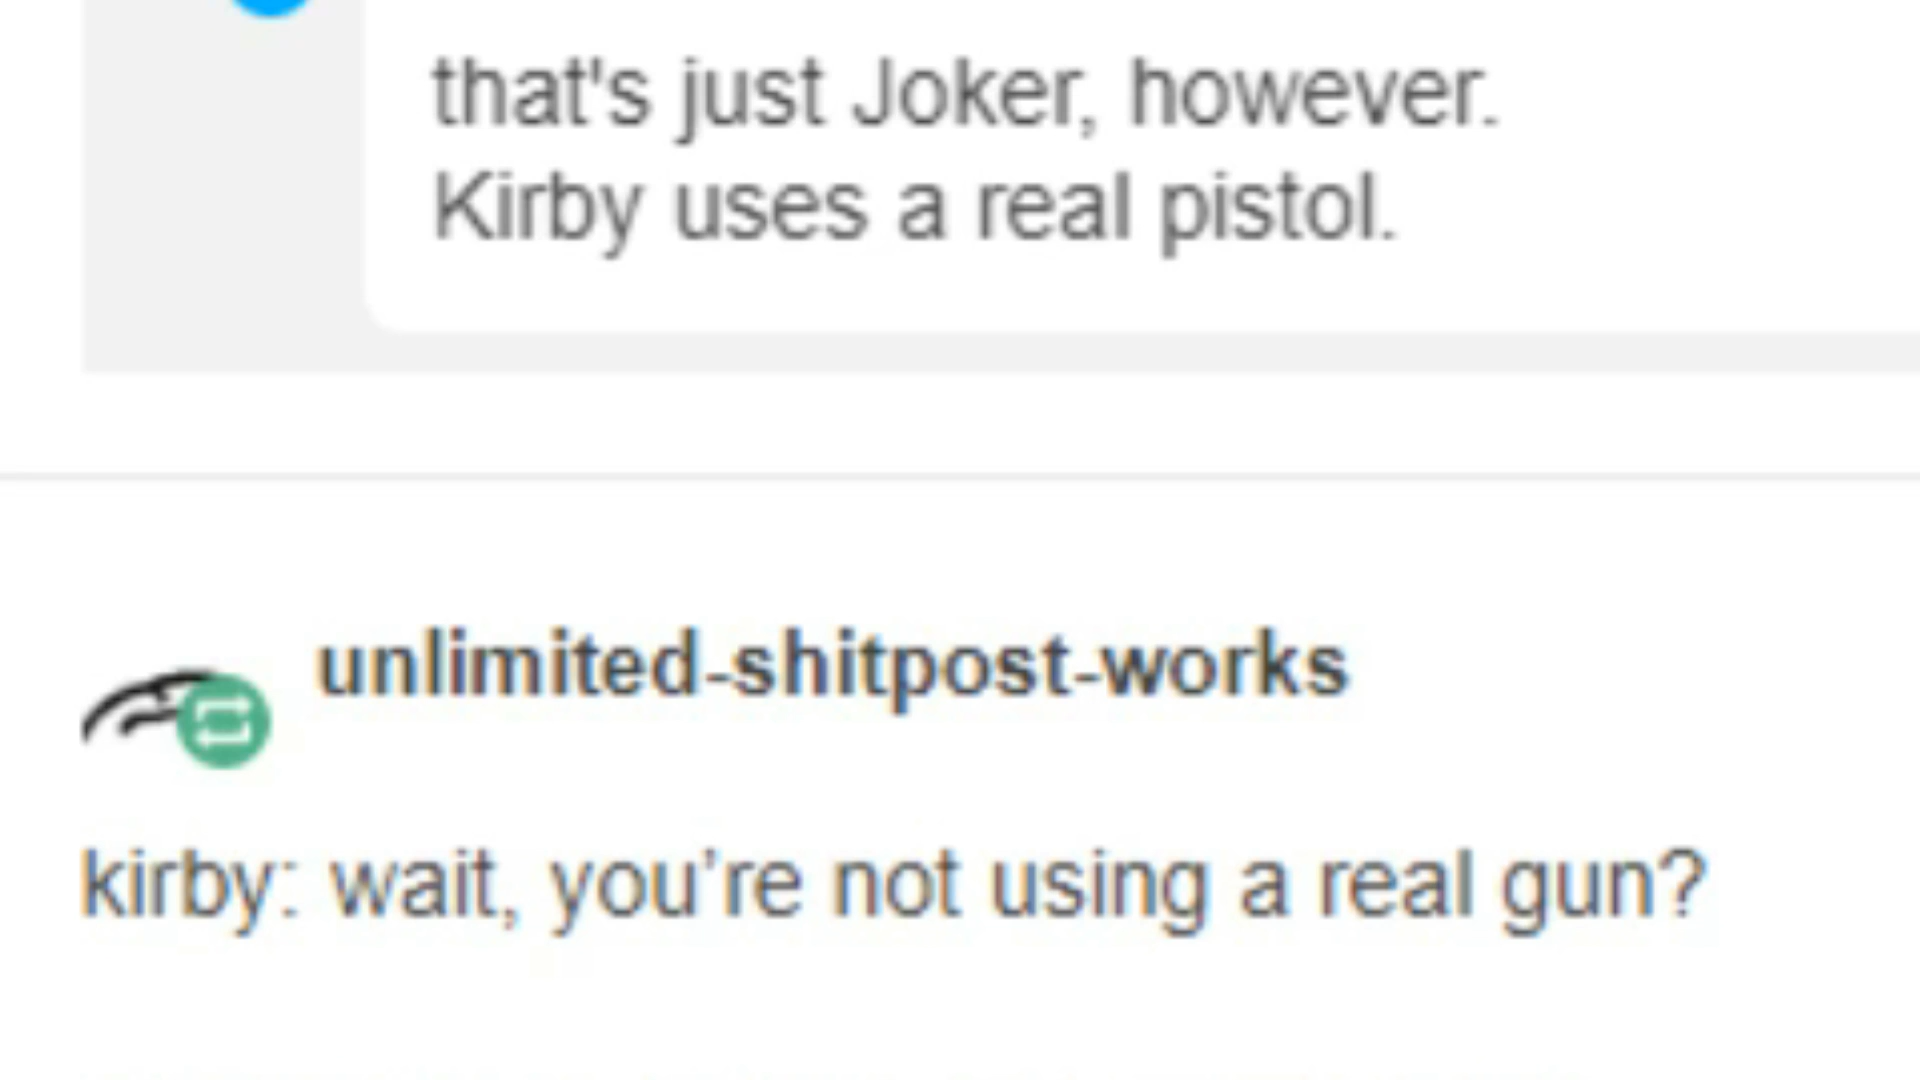 that's just Joker, however.
Kirby uses a real pistol.
unlimited-shitpost-works
kirby: wait, you’re not using a real gun?